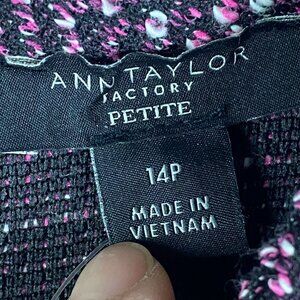 ANN TAYLOR
FACTORY
PETITE
14P
MADE IN
VIETNAM